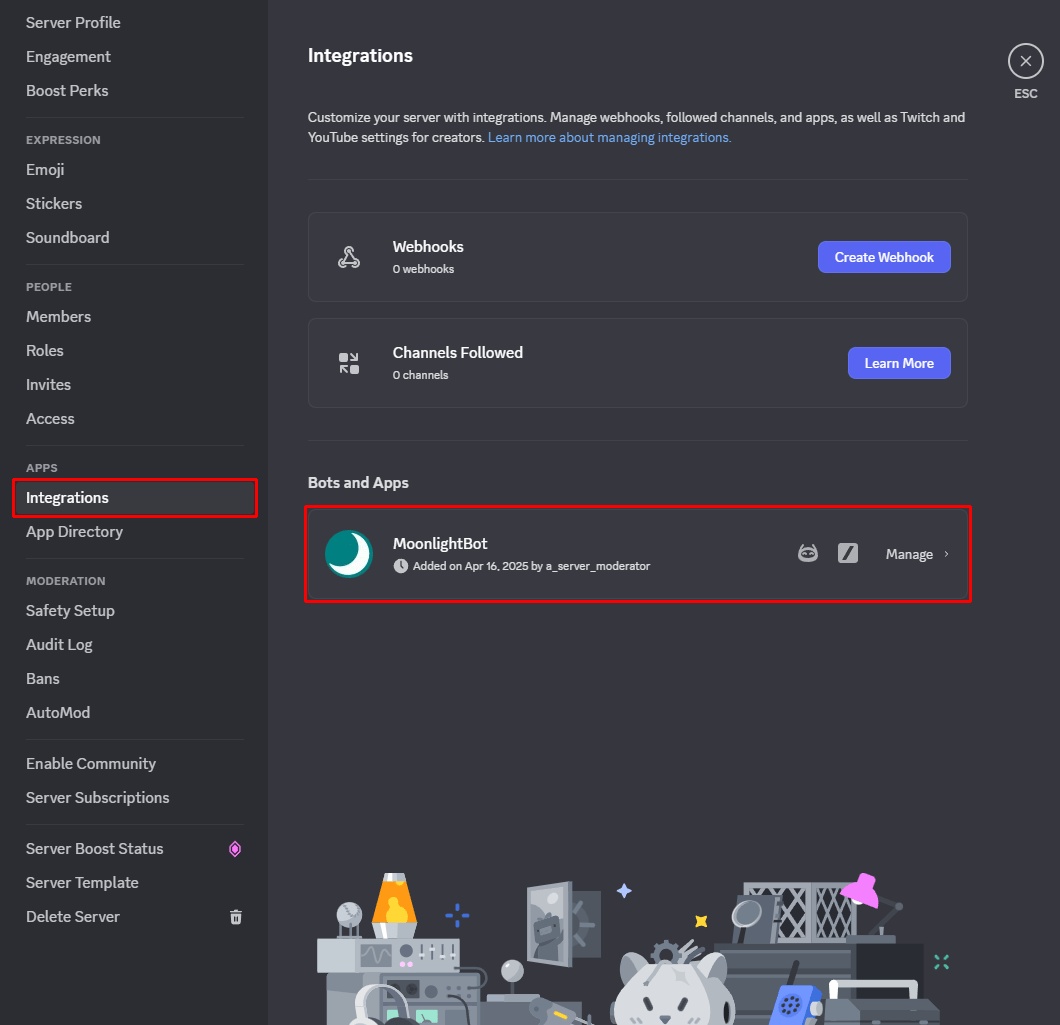 Server Profile
Engagement
Boost Perks
EXPRESSION
Emoji
Stickers
Soundboard
PEOPLE
Members
Roles
Invites
Access
APPS
Integrations
App Directory
MODERATION
Safety Setup
Audit Log
Bans
AutoMod
Enable Community
Server Subscriptions
Server Boost Status
Server Template
Delete Server
Integrations
ESC
Customize your server with integrations. Manage webhooks, followed channels, and apps, as well as Twitch and
YouTube settings for creators. Learn more about managing integrations.
Webhooks
0 webhooks
Create Webhook
Channels Followed
0 channels
Learn More
Bots and Apps
MoonlightBot
Added on Apr 16, 2025 by a_server_moderator
Manage